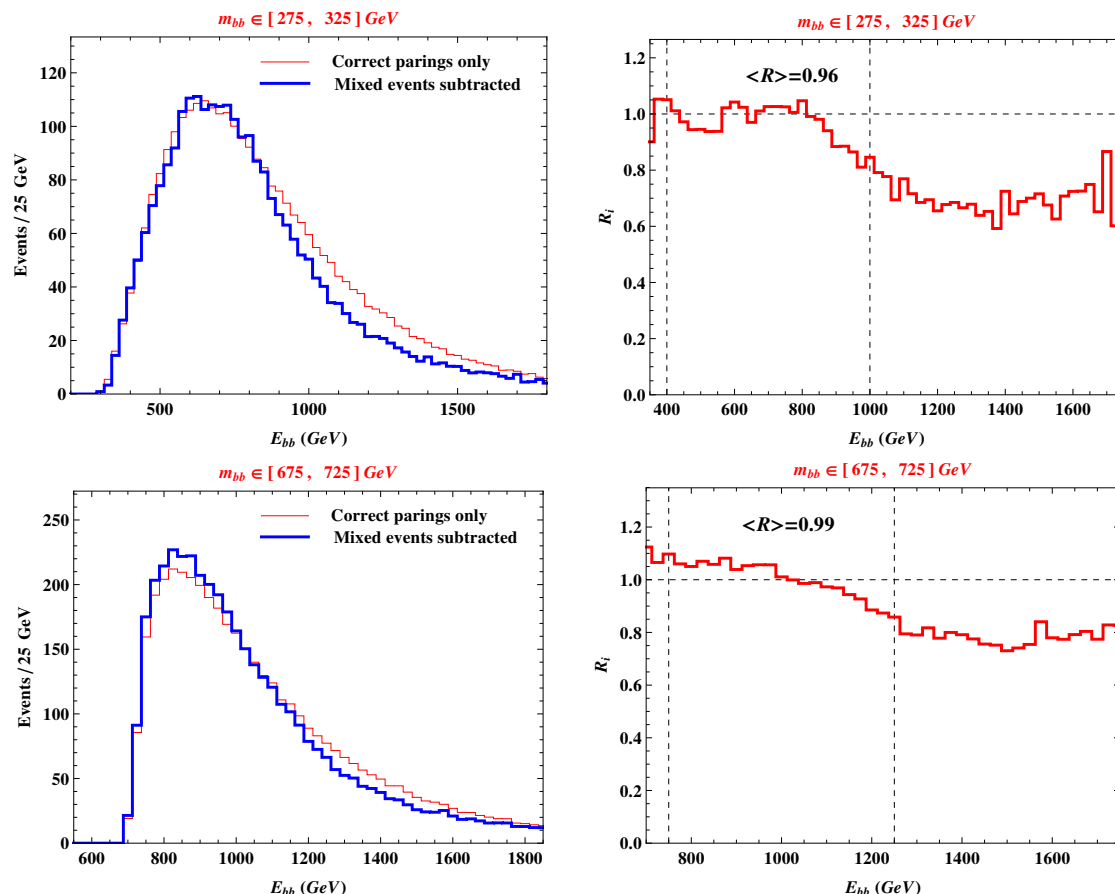 m_bb ∈ [ 275 , 325 ] GeV
Correct parings only
Mixed events subtracted
Events / 25 GeV
120
100
80
60
40
20
0
500
1000
1500
E_bb (GeV)
m_bb ∈ [ 275 , 325 ] GeV
<R>=0.96
R_i
1.2
1.0
0.8
0.6
0.4
0.2
0.0
400
600
800
1000
1200
1400
1600
E_bb (GeV)
m_bb ∈ [ 675 , 725 ] GeV
Correct parings only
Mixed events subtracted
Events / 25 GeV
250
200
150
100
50
0
600
800
1000
1200
1400
1600
1800
E_bb (GeV)
m_bb ∈ [ 675 , 725 ] GeV
<R>=0.99
R_i
1.2
1.0
0.8
0.6
0.4
0.2
0.0
800
1000
1200
1400
1600
E_bb (GeV)